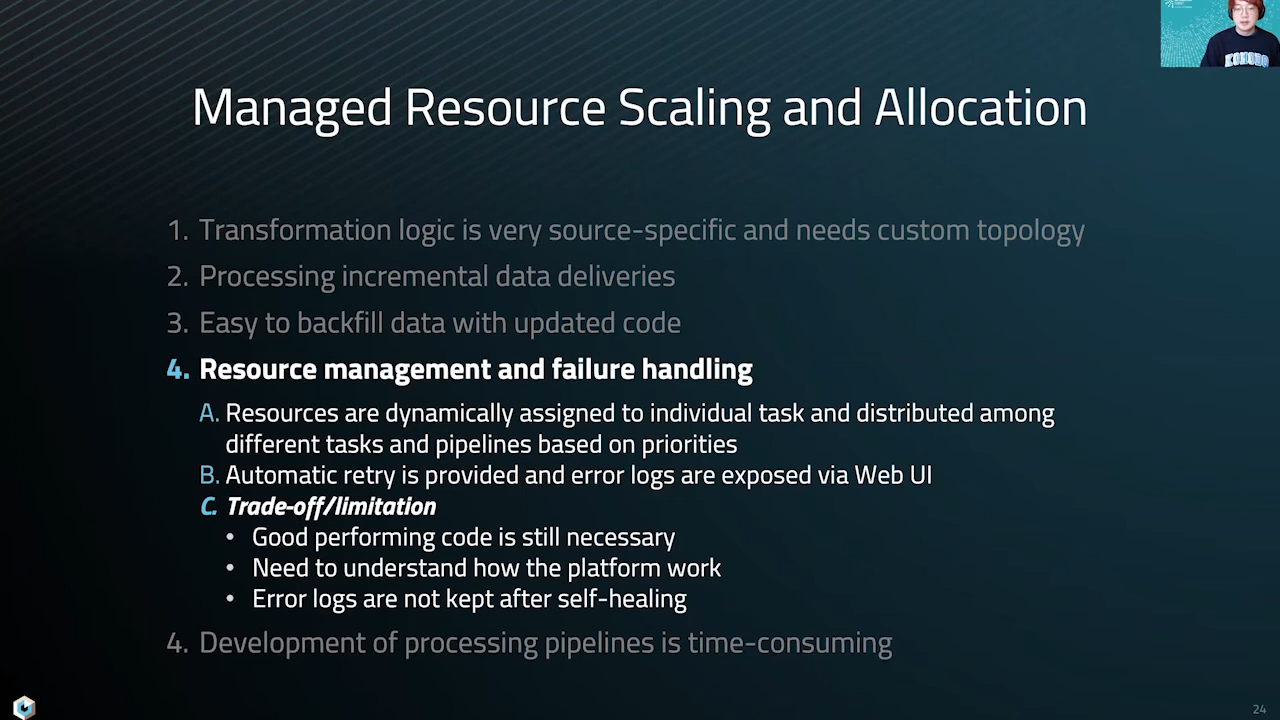 Managed Resource Scaling and Allocation
1. Transformation logic is very source-specific and needs custom topology
2. Processing incremental data deliveries
3. Easy to backfill data with updated code
4. Resource management and failure handling
A. Resources are dynamically assigned to individual task and distributed among
different tasks and pipelines based on priorities
B. Automatic retry is provided and error logs are exposed via Web UI
C. Trade-off/limitation
• Good performing code is still necessary
• Need to understand how the platform work
• Error logs are not kept after self-healing
4. Development of processing pipelines is time-consuming
24